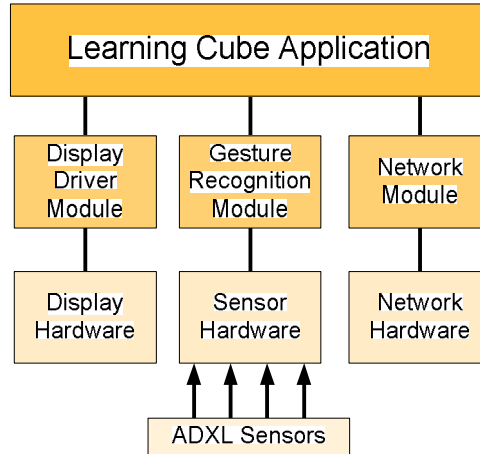 Learning Cube Application
Display
Driver
Module
Gesture
Recognition
Module
Network
Module
Display
Hardware
Sensor
Hardware
Network
Hardware
ADXL Sensors